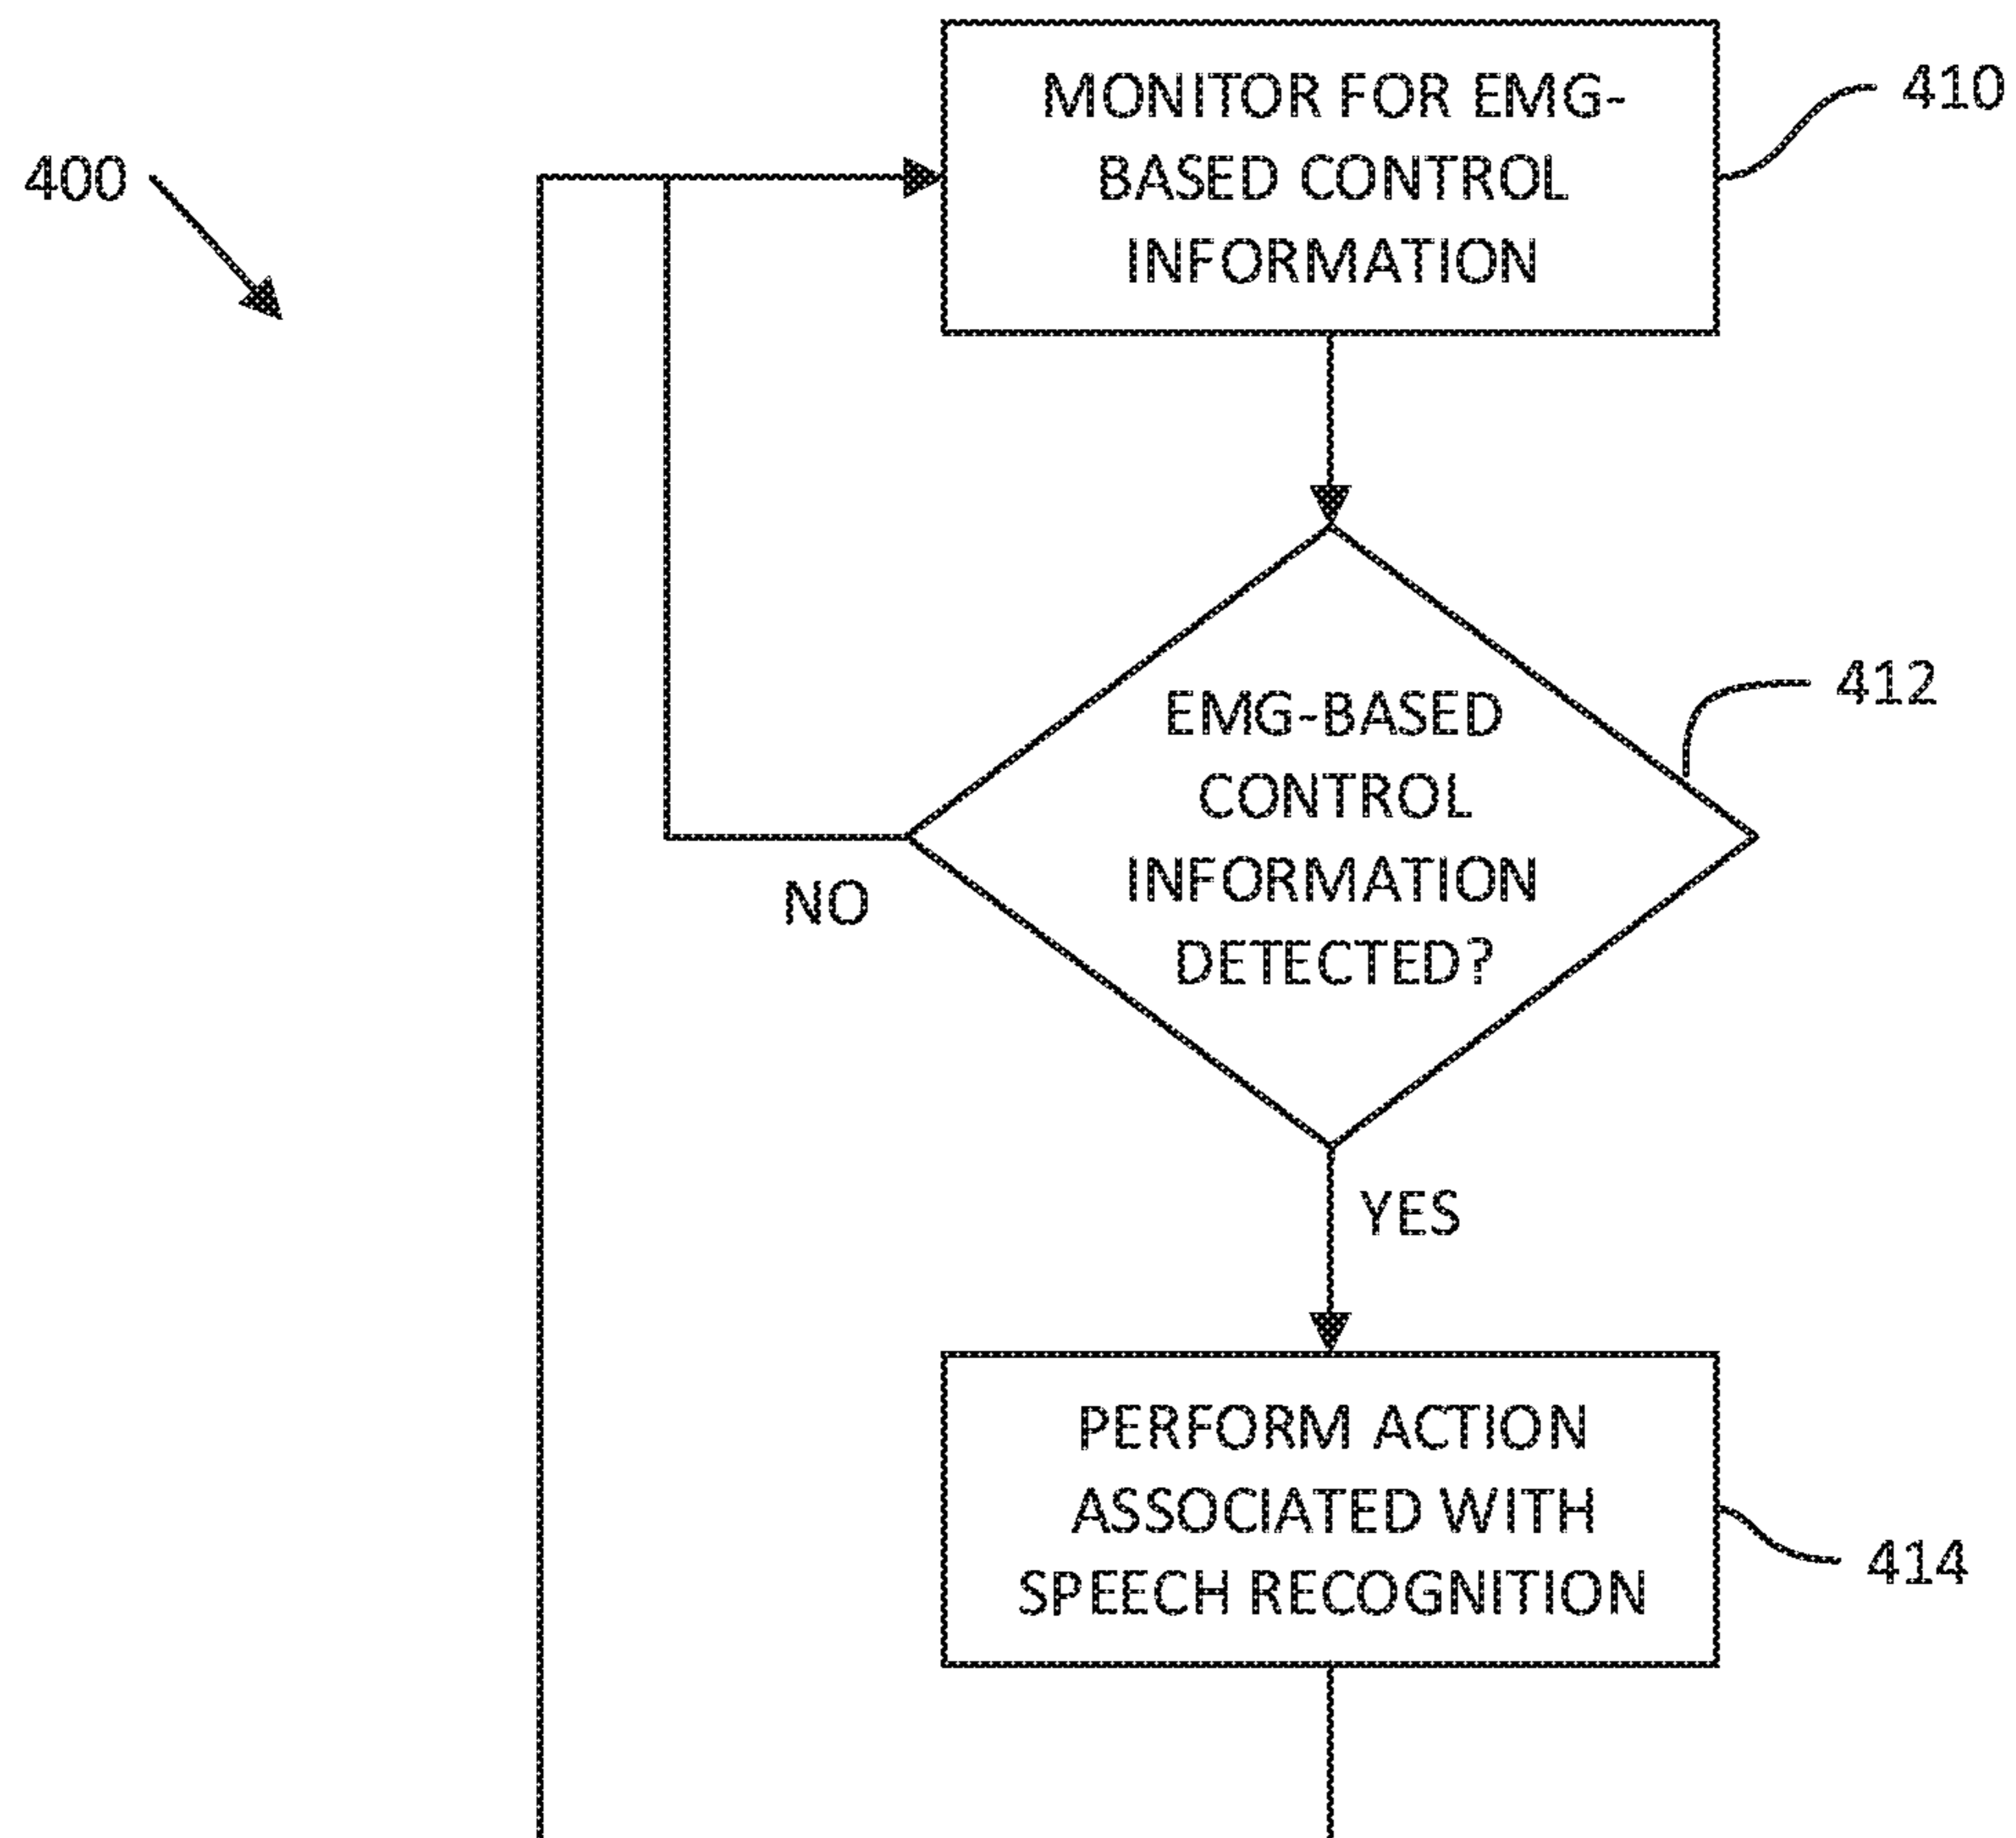 MONITOR FOR EMG-
BASED CONTROL
INFORMATION
410
400
EMG-BASED
CONTROL
INFORMATION
DETECTED?
412
NO
YES
PERFORM ACTION
ASSOCIATED WITH
SPEECH RECOGNITION
414